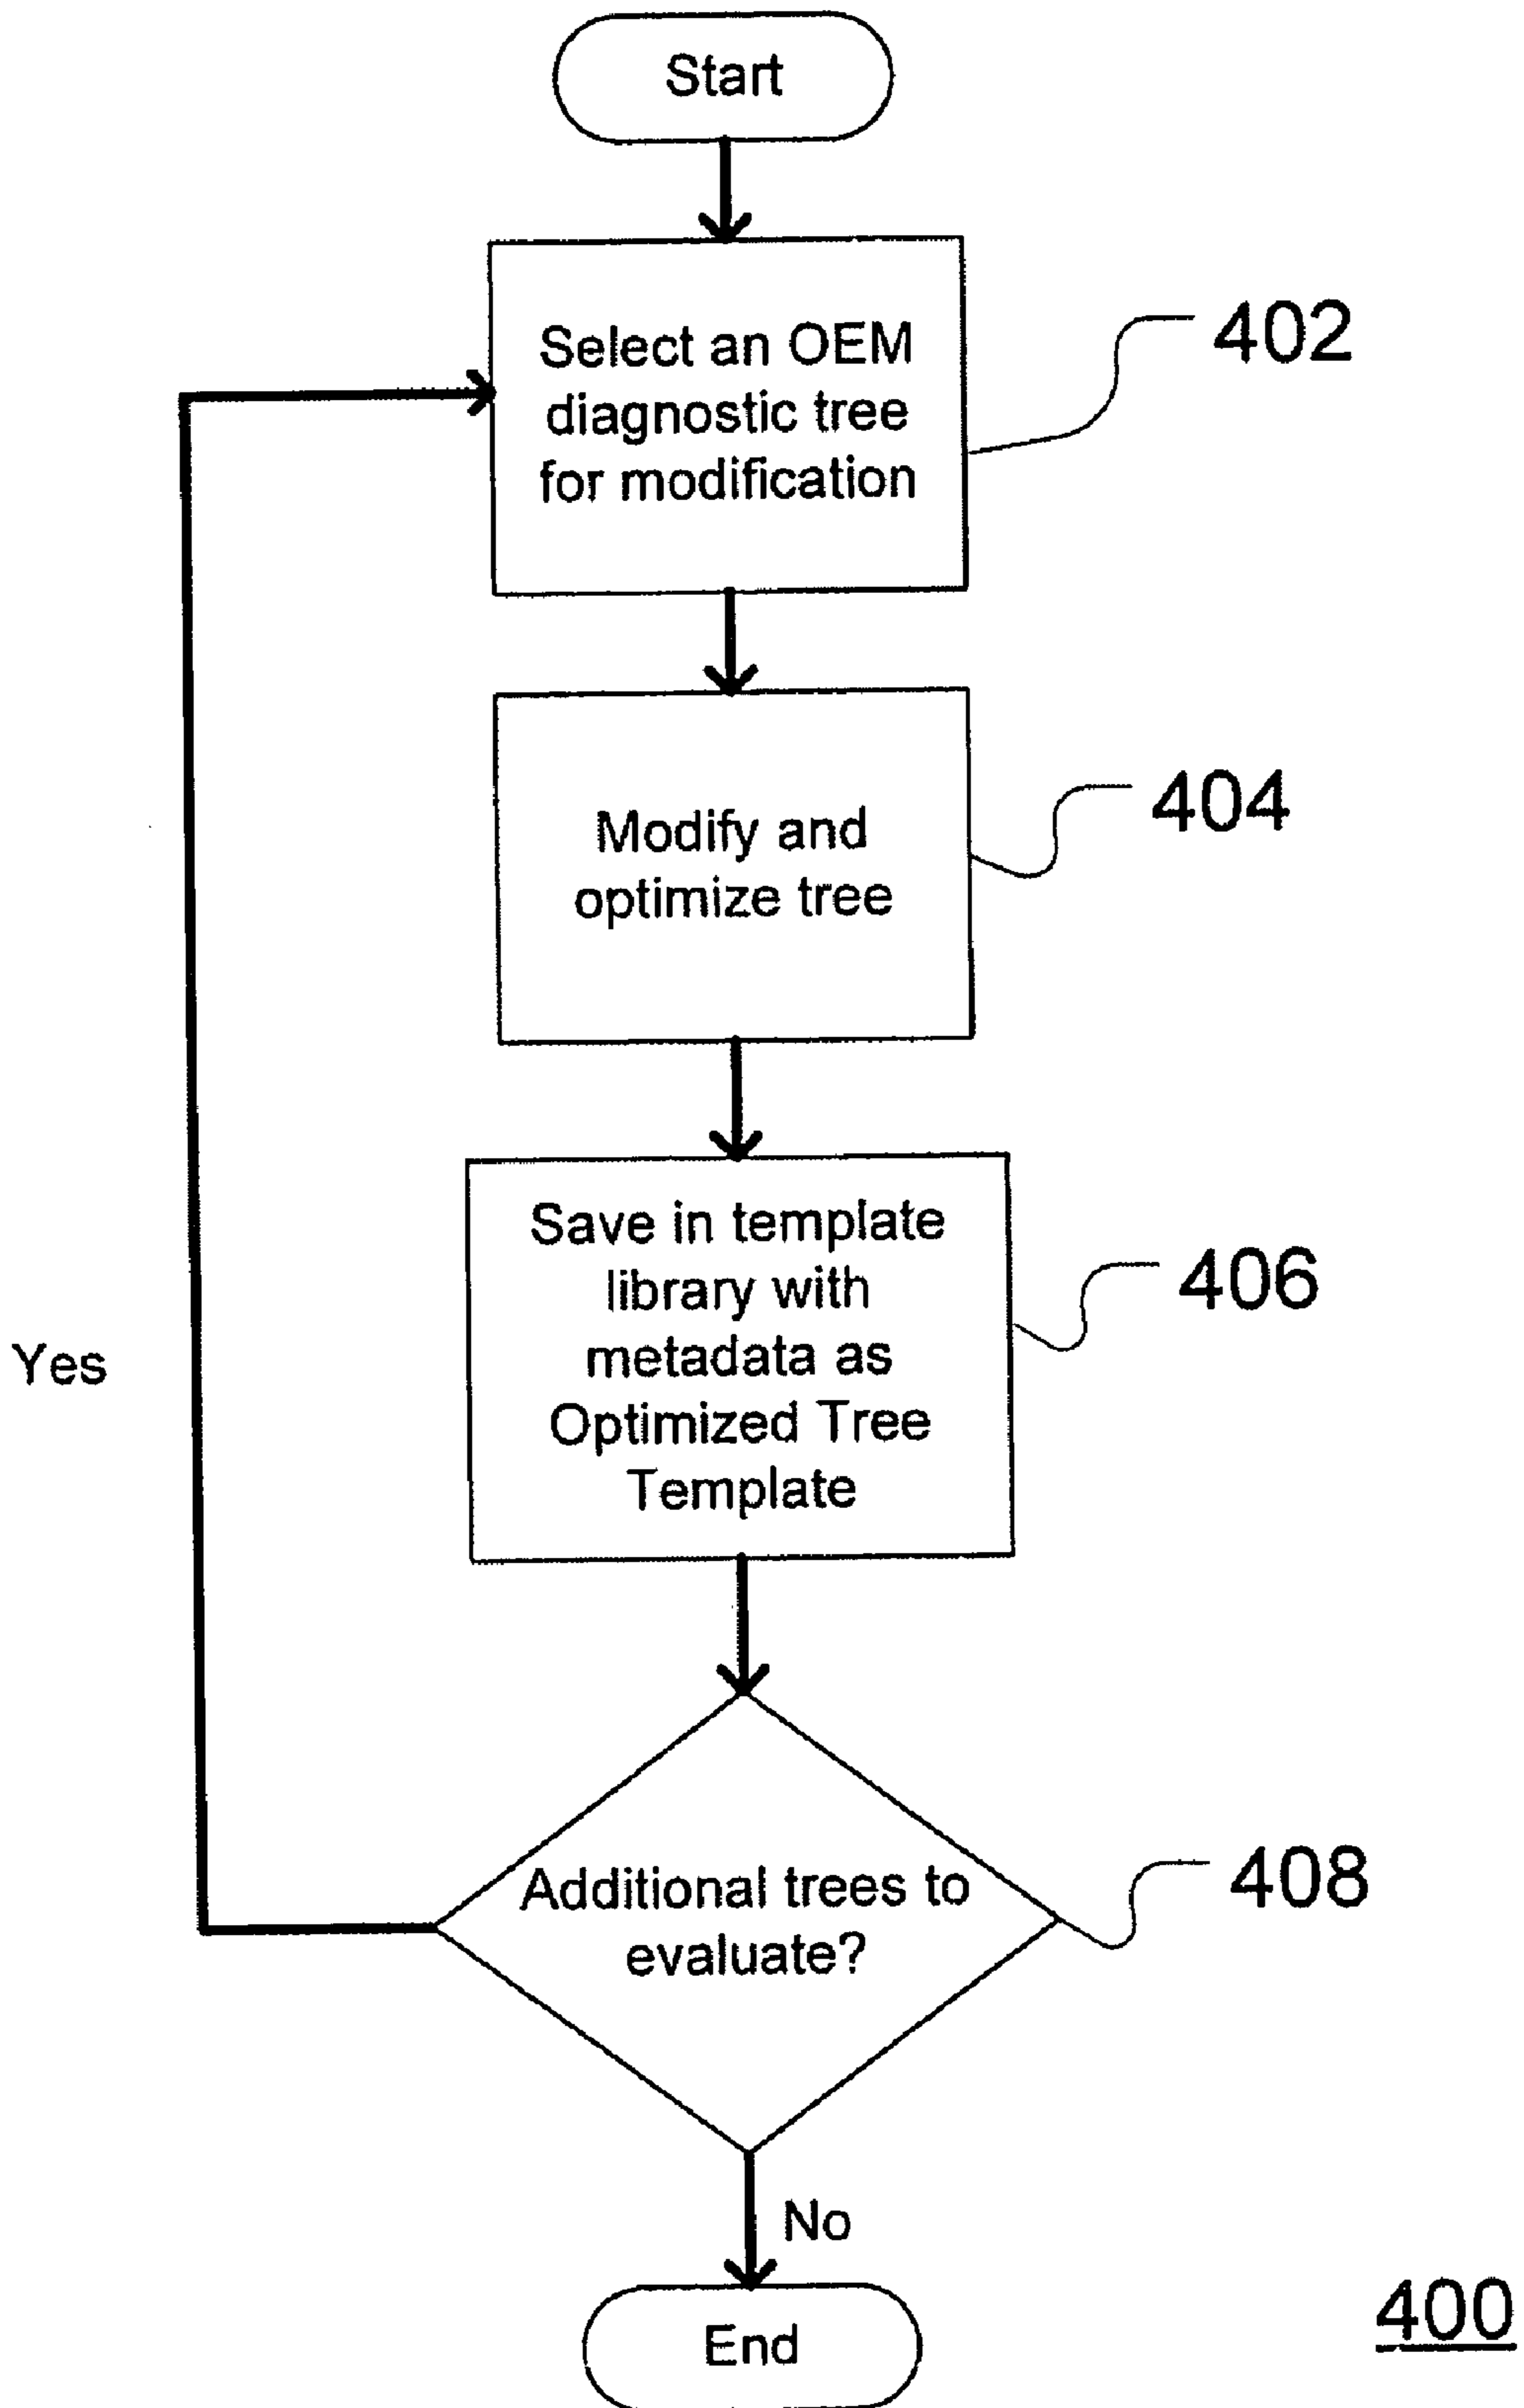 Start
Select an OEM
diagnostic tree
for modification
402
Modify and
optimize tree
404
Save in template
library with
metadata as
Optimized Tree
Template
406
Yes
Additional trees to
evaluate?
408
No
End
400